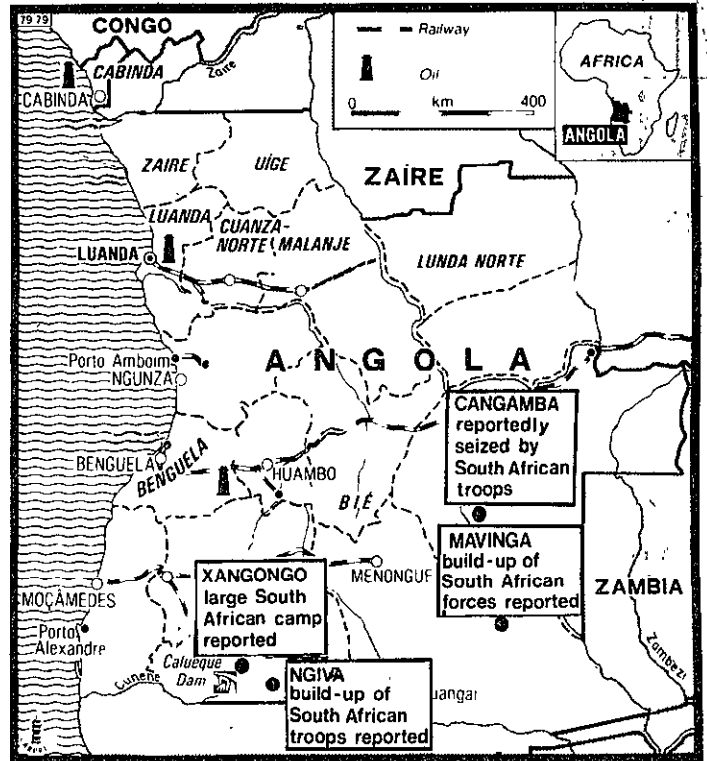 79 79
CONGO
CABINDA
Zaire
CABINDA
Railway
Oil
0 km 400
AFRICA
ANGOLA
ZAIRE
UÍGE
ZAÏRE
LUANDA
CUANZA-
NORTE
MALANJE
LUNDA NORTE
LUANDA
ANGOLA
Porto Amboim
NGUNZA
CANGAMBA
reportedly
seized by
South African
troops
BENGUELA
BENGUELA
HUAMBO
BIÉ
MAVINGA
build-up of
South African
forces reported
ZAMBIA
XANGONGO
large South
African camp
reported
MENONGUE
MOÇÂMEDES
Porto
Alexandre
Calueque
Dam
Cunene
NGIVA
build-up of
South African
troops reported
uangar
Zambezi